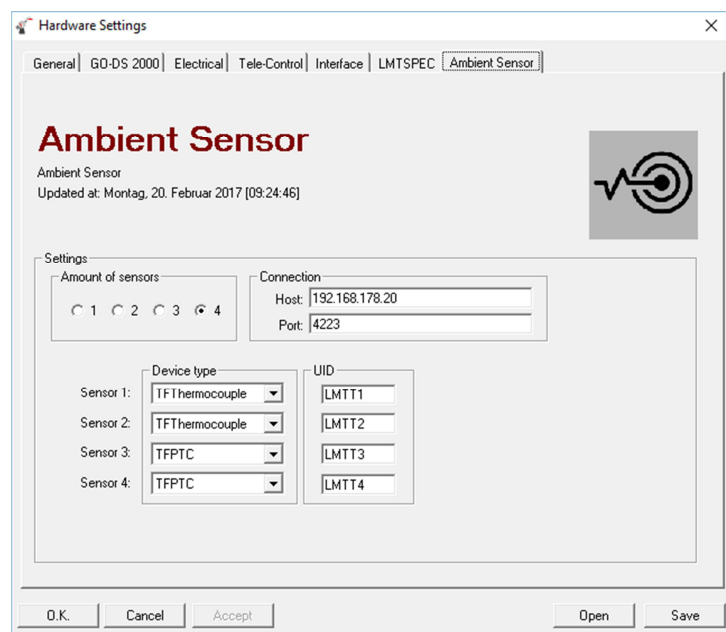 Hardware Settings
General GO-DS 2000 Electrical Tele-Control Interface LMTSPEC Ambient Sensor
Ambient Sensor
Ambient Sensor
Updated at: Montag, 20. Februar 2017 [09:24:46]
Settings
Amount of sensors
1 2 3 4
Connection
Host: 192.168.178.20
Port: 4223
Device type UID
Sensor 1: TFThermocouple LMTT1
Sensor 2: TFThermocouple LMTT2
Sensor 3: TFPTC LMTT3
Sensor 4: TFPTC LMTT4
O.K. Cancel Accept Open Save